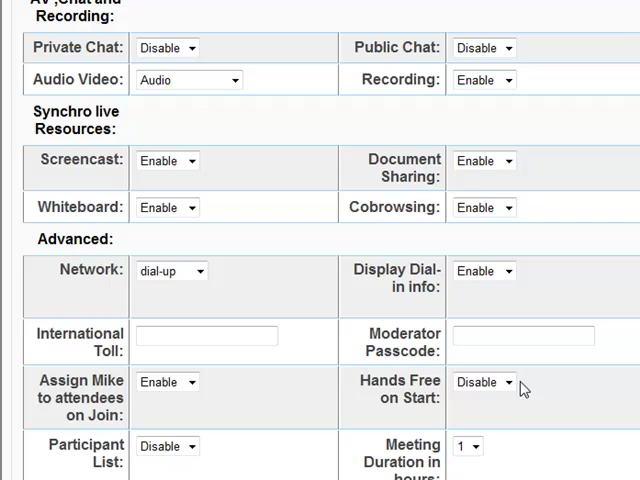 AV ,Chat and
Recording:
Private Chat: Disable Public Chat: Disable
Audio Video: Audio Recording: Enable
Synchro live
Resources:
Screencast: Enable Document
Sharing: Enable
Whiteboard: Enable Cobrowsing: Enable
Advanced:
Network: dial-up Display Dial-
in info: Enable
International
Toll:
Moderator
Passcode:
Assign Mike
to attendees
on Join: Enable
Hands Free
on Start: Disable
Participant
List: Disable
Meeting
Duration in
hours: 1